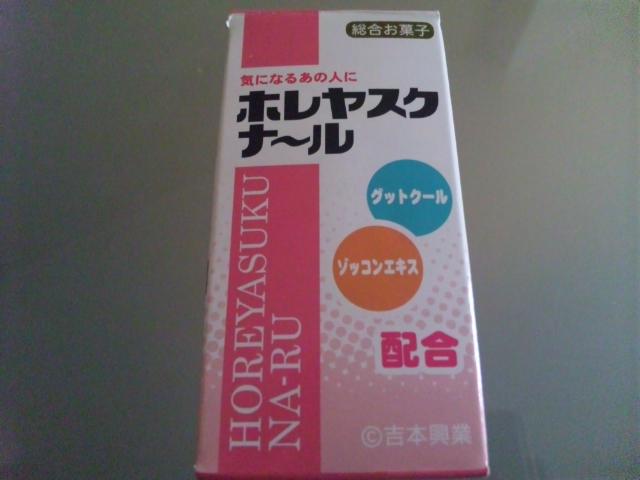 総合お菓子
気になるあの人に
ホレヤスク
ナ〜ル
グットクール
ゾッコンエキス
配合
HOREYASUKU
NA-RU
©吉本興業